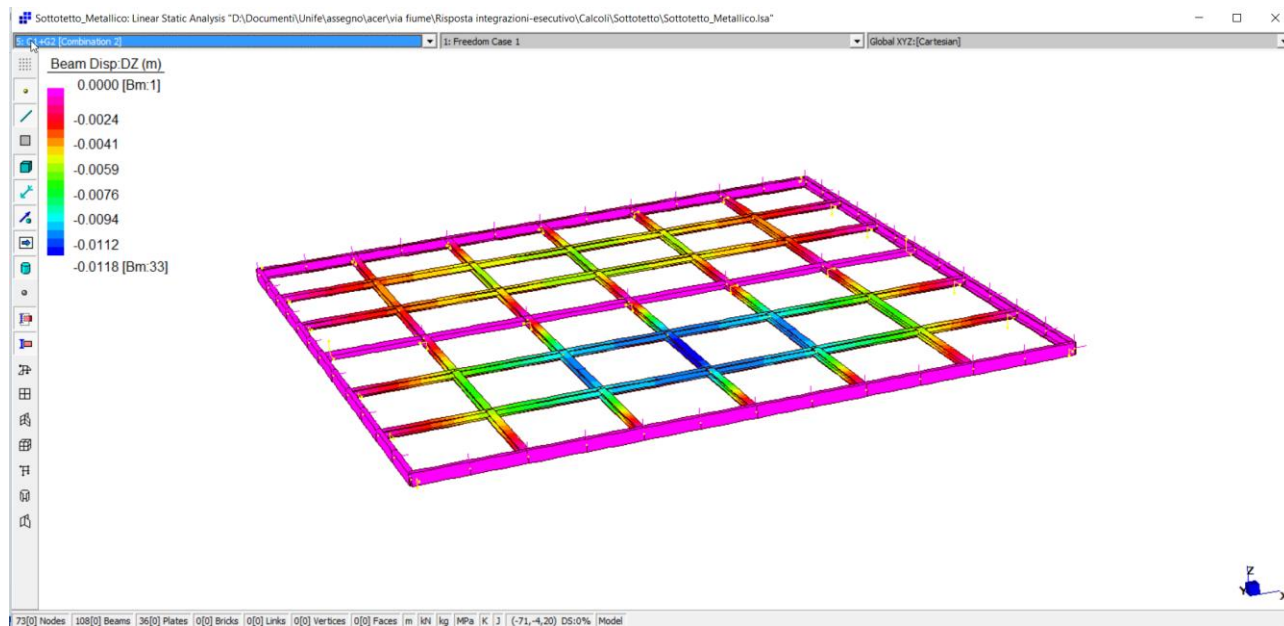 Sottotetto_Metallico: Linear Static Analysis "D:\Documenti\Unife\assegno\acer\via fiume\Risposta integrazioni-esecutivo\Calcoli\Sottotetto\Sottotetto_Metallico.lsa"
5: G1+G2 [Combination 2] 1: Freedom Case 1 Global XYZ:[Cartesian]
Beam Disp:DZ (m)
0.0000 [Bm:1]
-0.0024
-0.0041
-0.0059
-0.0076
-0.0094
-0.0112
-0.0118 [Bm:33]
Z
Y X
73[0] Nodes 108[0] Beams 36[0] Plates 0[0] Bricks 0[0] Links 0[0] Vertices 0[0] Faces m kN kg MPa K J (-71,-4,20) DS:0% Model